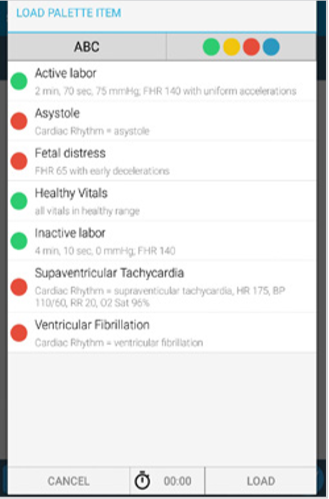 LOAD PALETTE ITEM
ABC
Active labor
2 min, 70 sec, 75 mmHg, FHR 140 with uniform accelerations
Asystole
Cardiac Rhythm = asystole
Fetal distress
FHR 65 with early decelerations
Healthy Vitals
all vitals in healthy range
Inactive labor
4 min, 10 sec, 0 mmHg, FHR 140
Supaventricular Tachycardia
Cardiac Rhythm = supraventricular tachycardia, HR 175, BP
110/60, RR 20, O2 Sat 96%
Ventricular Fibrillation
Cardiac Rhythm = ventricular fibrillation
CANCEL 00:00 LOAD